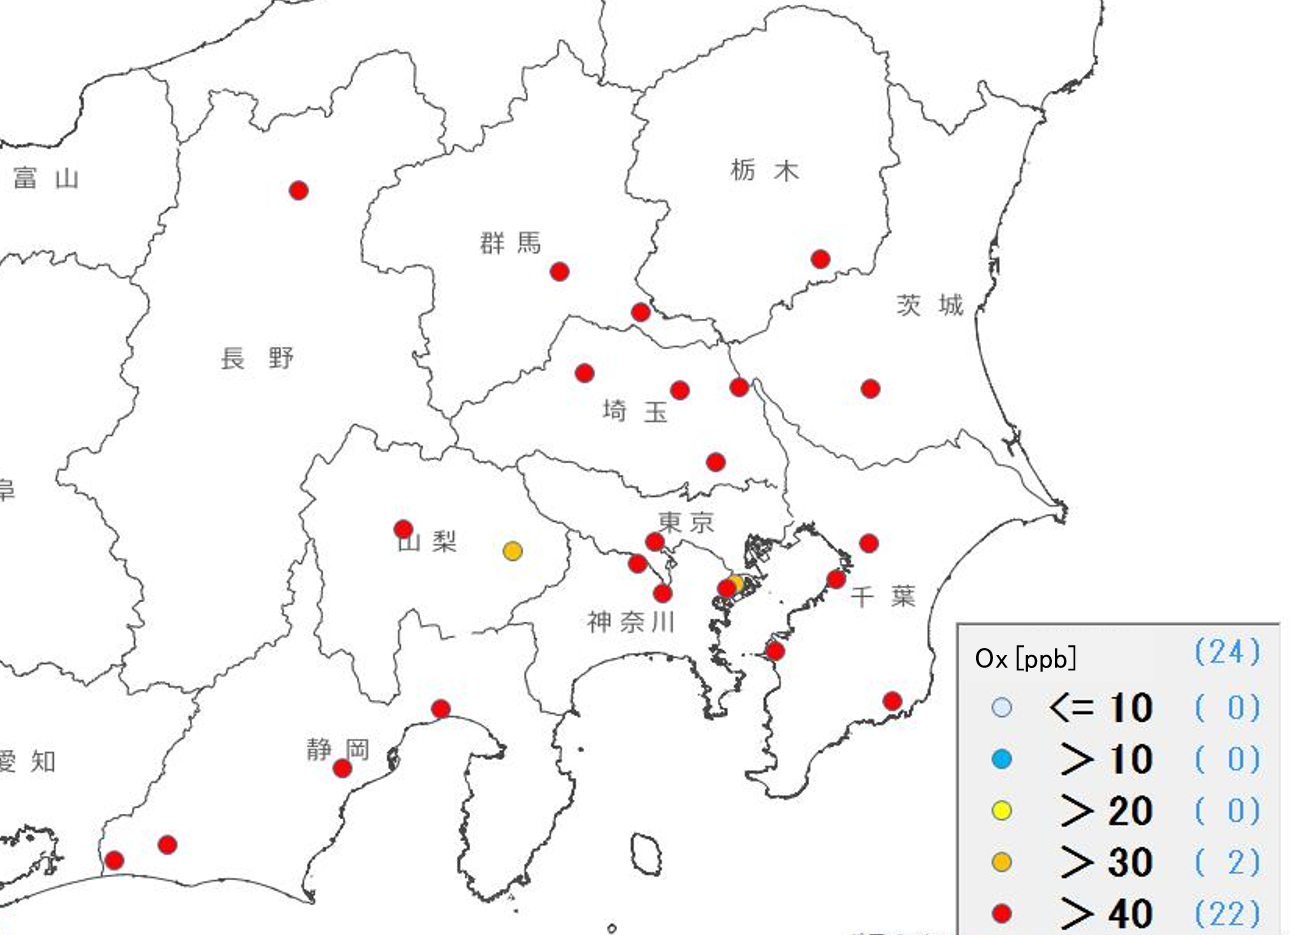 富山
栃木
群馬
茨城
長野
埼玉
阜
東京
山梨
千葉
神奈川
静岡
愛知
Ox[ppb] (24)
<= 10 ( 0)
> 10 ( 0)
> 20 ( 0)
> 30 ( 2)
> 40 (22)